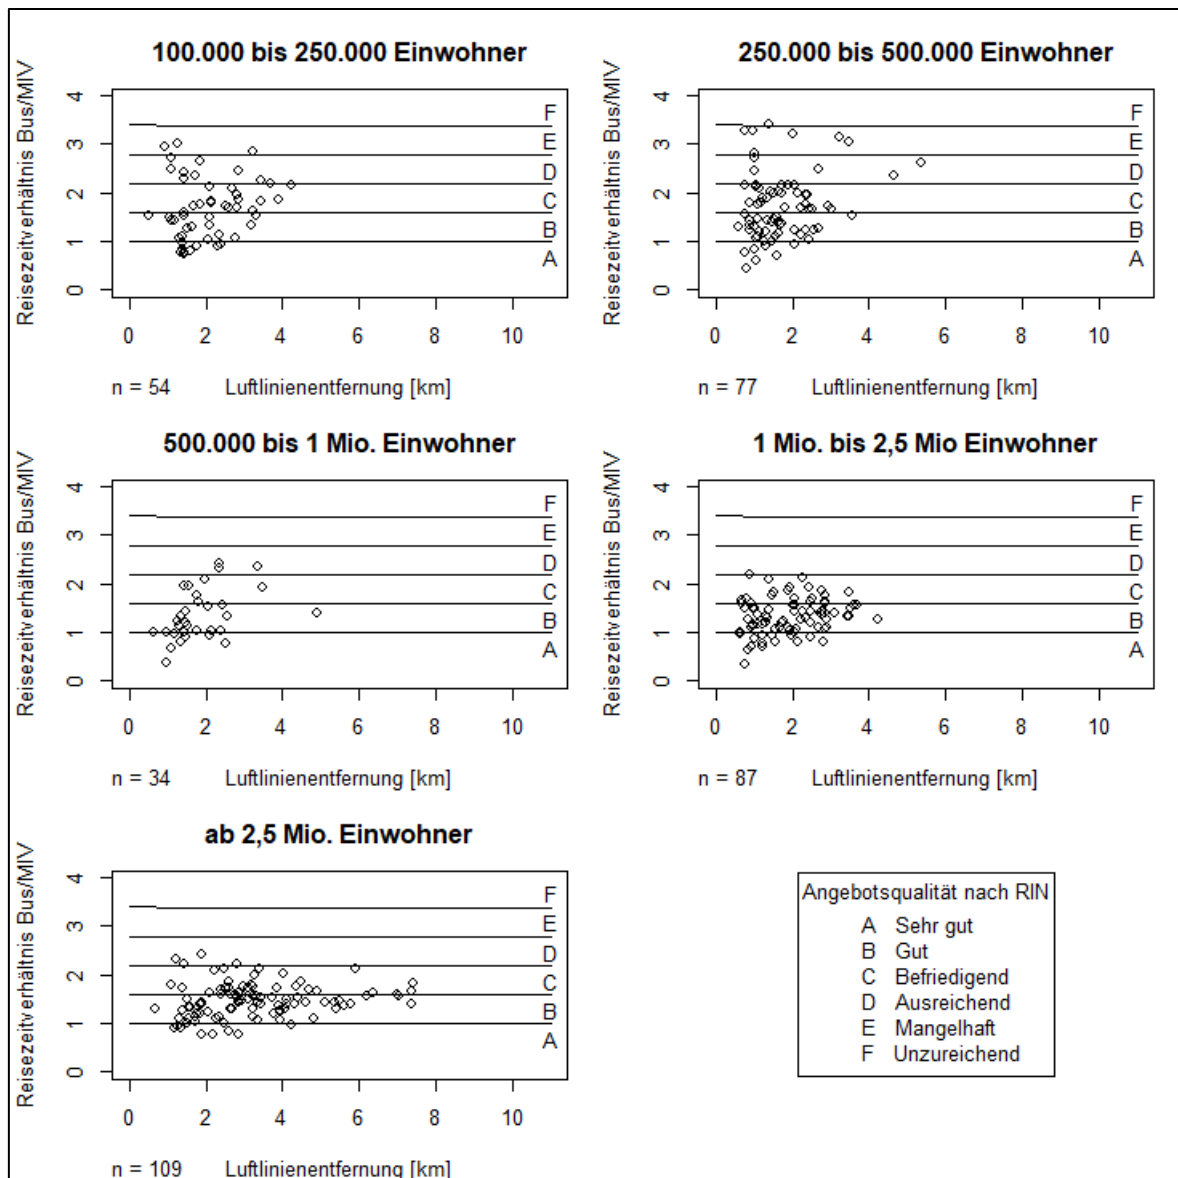 100.000 bis 250.000 Einwohner
Reisezeitverhältnis Bus/MIV
4
3
2
1
0
F
E
D
C
B
A
0 2 4 6 8 10
n = 54 Luftlinienentfernung [km]
250.000 bis 500.000 Einwohner
Reisezeitverhältnis Bus/MIV
4
3
2
1
0
F
E
D
C
B
A
0 2 4 6 8 10
n = 77 Luftlinienentfernung [km]
500.000 bis 1 Mio. Einwohner
Reisezeitverhältnis Bus/MIV
4
3
2
1
0
F
E
D
C
B
A
0 2 4 6 8 10
n = 34 Luftlinienentfernung [km]
1 Mio. bis 2,5 Mio Einwohner
Reisezeitverhältnis Bus/MIV
4
3
2
1
0
F
E
D
C
B
A
0 2 4 6 8 10
n = 87 Luftlinienentfernung [km]
ab 2,5 Mio. Einwohner
Reisezeitverhältnis Bus/MIV
4
3
2
1
0
F
E
D
C
B
A
0 2 4 6 8 10
n = 109 Luftlinienentfernung [km]
Angebotsqualität nach RIN
A Sehr gut
B Gut
C Befriedigend
D Ausreichend
E Mangelhaft
F Unzureichend